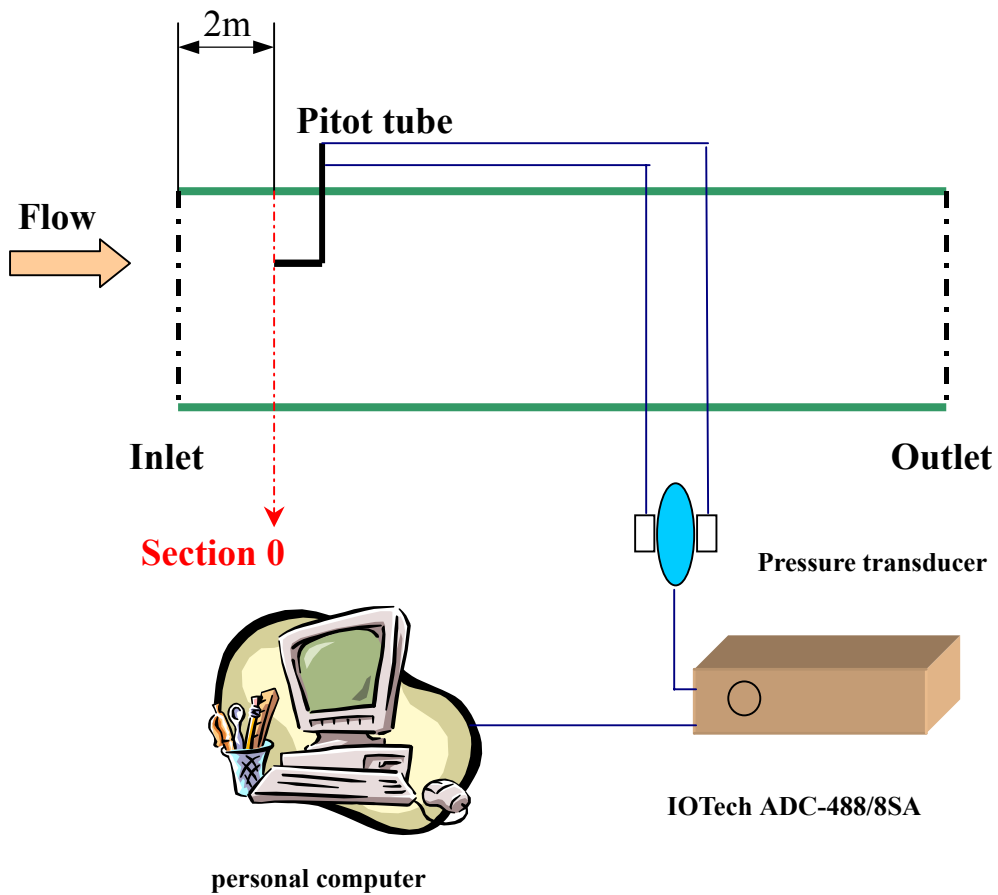 2m
Pitot tube
Flow
Inlet
Outlet
Section 0
Pressure transducer
IOTech ADC-488/8SA
personal computer